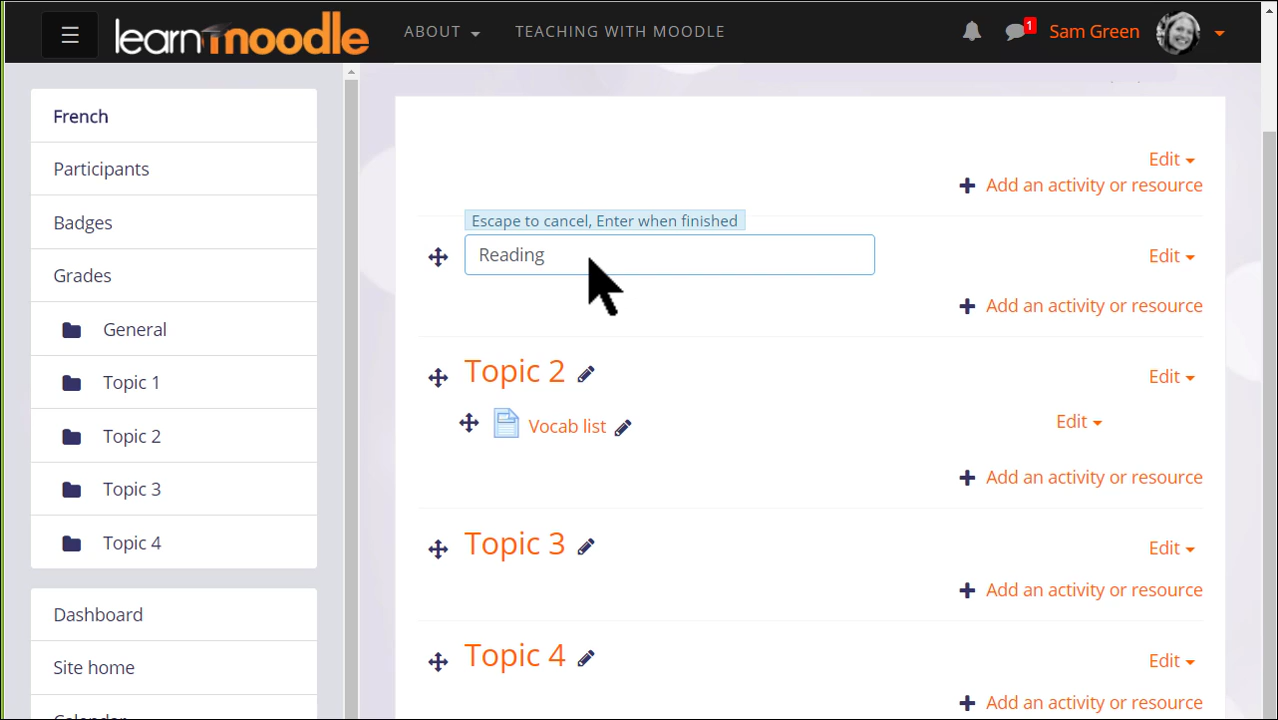 learn moodle
ABOUT
TEACHING WITH MOODLE
1
Sam Green
French
Participants
Badges
Grades
General
Topic 1
Topic 2
Topic 3
Topic 4
Dashboard
Site home
Calendar
Edit
Add an activity or resource
Escape to cancel, Enter when finished
Reading
Edit
Add an activity or resource
Topic 2
Edit
Vocab list
Edit
Add an activity or resource
Topic 3
Edit
Add an activity or resource
Topic 4
Edit
Add an activity or resource